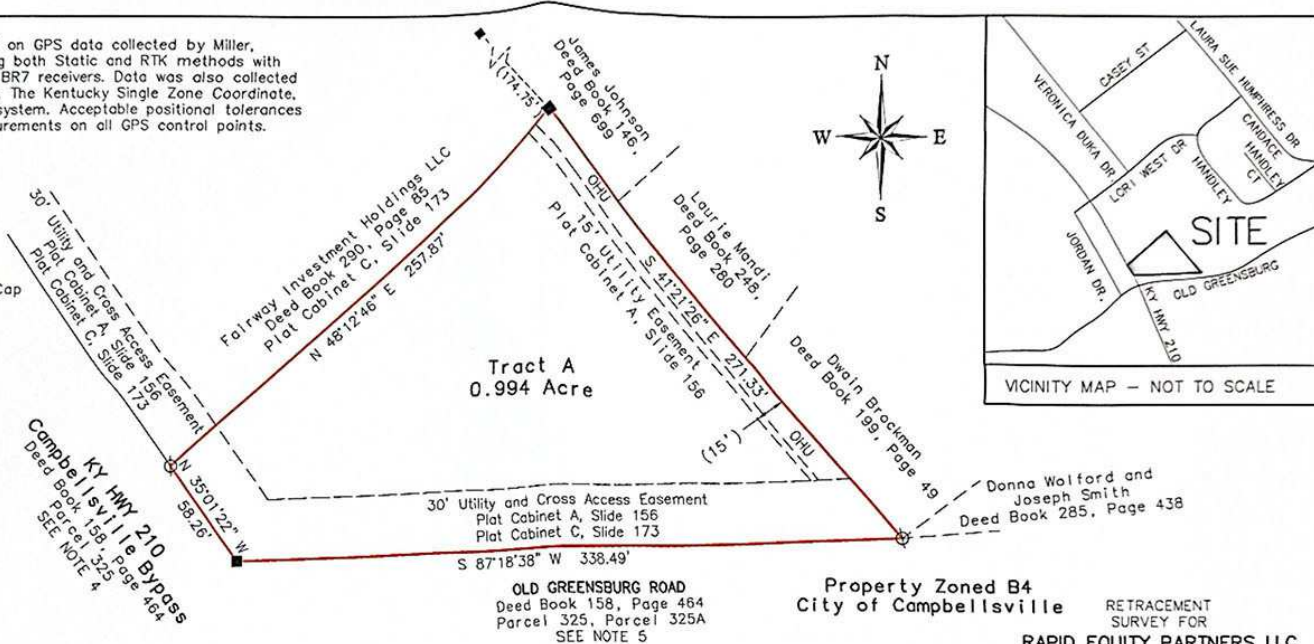 on GPS data collected by Miller,
g both Static and RTK methods with
BR7 receivers. Data was also collected
The Kentucky Single Zone Coordinate,
system. Acceptable positional tolerances
urements on all GPS control points.
(174.75'
James Johnson
Deed Book 146,
Page 699
N
W
E
S
CASEY ST
LAURA SUE HUMPHRESS DR
VERONICA DUKA DR
LORI WEST CR
CANDACE
HANDLEY
CT
HANDLEY
SITE
JORDAN DR.
OLD GREENSBURG
KY HWY 210
VICINITY MAP - NOT TO SCALE
30' Utility and Cross Access Easement
Plat Cabinet A, Slide 156
Plat Cabinet C, Slide 173
Cap
Fairway Investment Holdings LLC
Deed Book 290, Page 85
Plat Cabinet C, Slide 173
N 48°12'46" E 257.87'
OHU
15' Utility Easement
Plat Cabinet A, Slide 156
S 41°21'26" E 271.33'
Laurie Mandi
Deed Book 248,
Page 280
Dwain Brockman
Deed Book 199, Page 49
Tract A
0.994 Acre
(15')
OHU
Donna Wolford and
Joseph Smith
Deed Book 285, Page 438
N 35°01'22" W
58.26'
KY HWY 210
Campbellsville Bypass
Deed Book 158, Page 464
Parcel 325
SEE NOTE 4
30' Utility and Cross Access Easement
Plat Cabinet A, Slide 156
Plat Cabinet C, Slide 173
S 87°18'38" W 338.49'
OLD GREENSBURG ROAD
Deed Book 158, Page 464
Parcel 325, Parcel 325A
SEE NOTE 5
Property Zoned B4
City of Campbellsville
RETRACEMENT
SURVEY FOR
RAPID EQUITY PARTNERS LLC